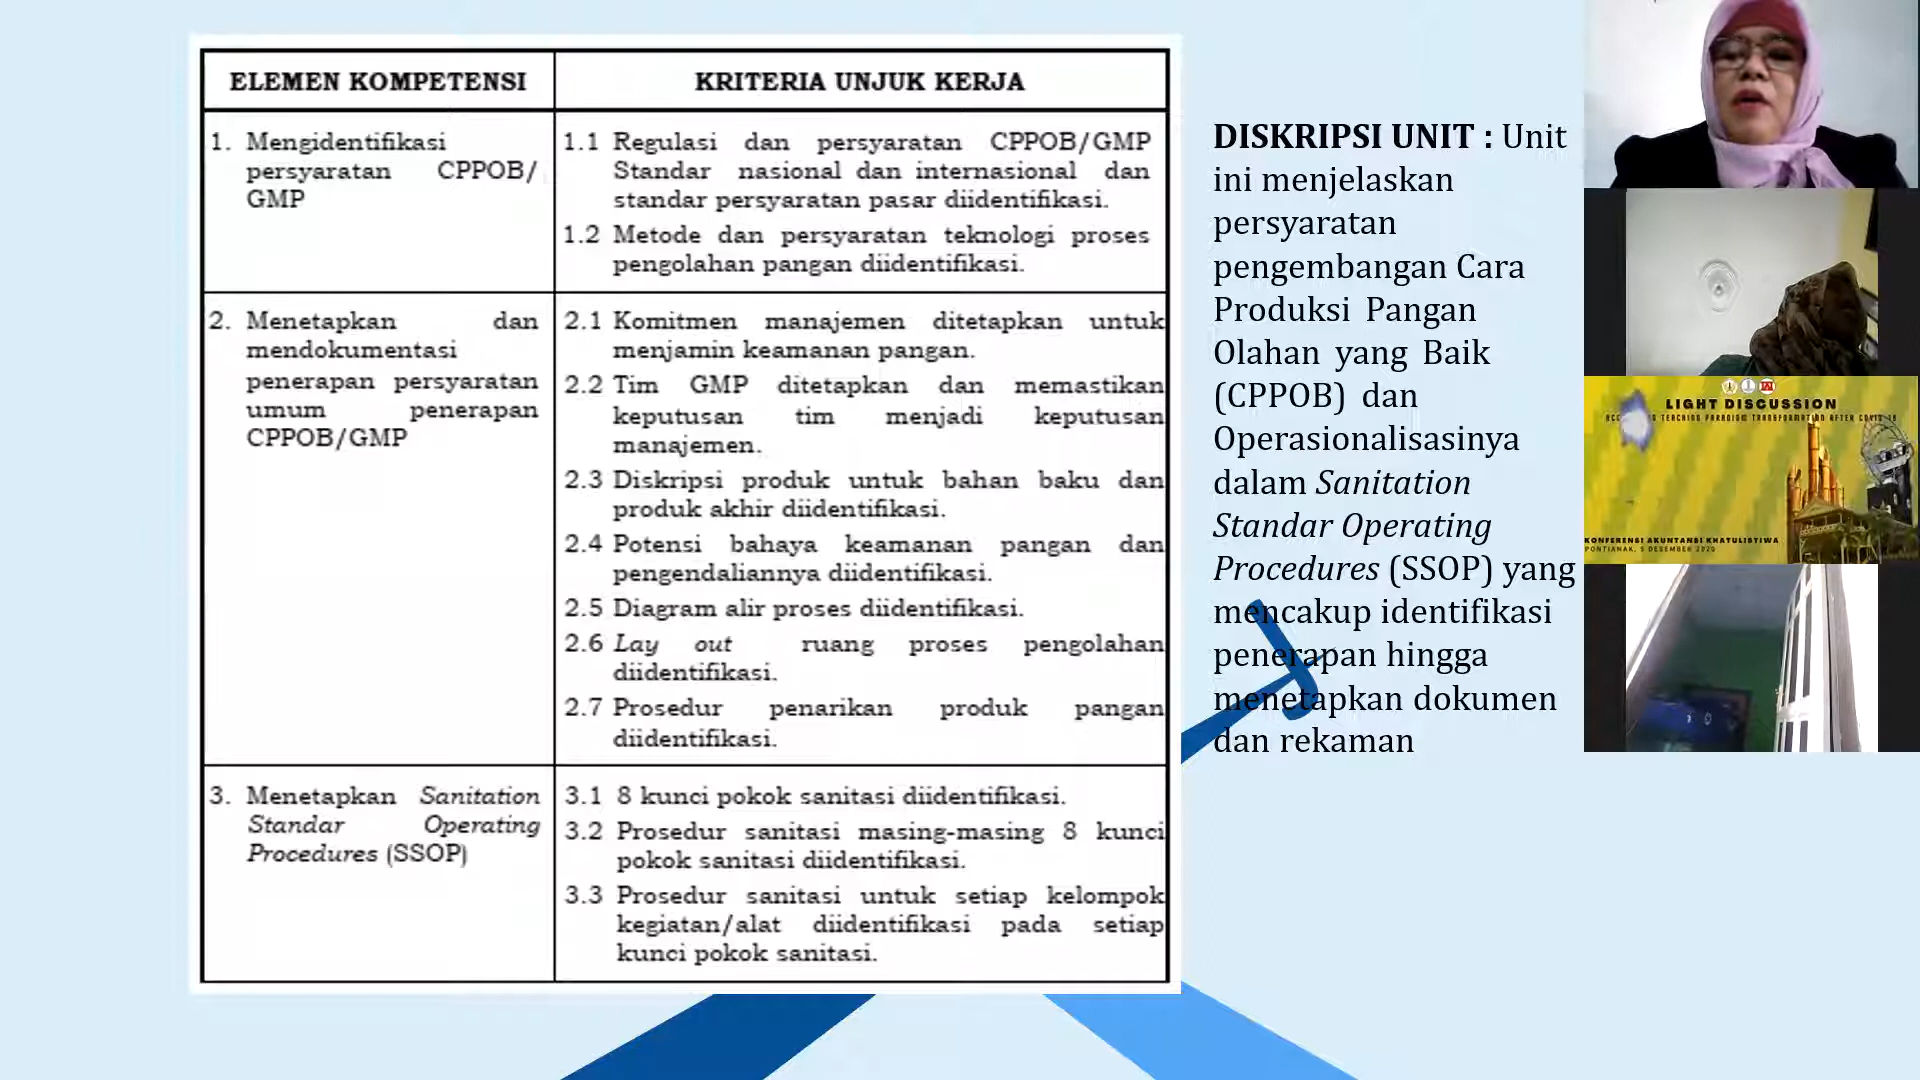 ELEMEN KOMPETENSI
KRITERIA UNJUK KERJA
1. Mengidentifikasi
persyaratan CPPOB/
GMP
1.1 Regulasi dan persyaratan CPPOB/GMP
Standar nasional dan internasional dan
standar persyaratan pasar diidentifikasi.
1.2 Metode dan persyaratan teknologi proses
pengolahan pangan diidentifikasi.
2. Menetapkan dan
mendokumentasi
penerapan persyaratan
umum penerapan
CPPOB/GMP
2.1 Komitmen manajemen ditetapkan untuk
menjamin keamanan pangan.
2.2 Tim GMP ditetapkan dan memastikan
keputusan tim menjadi keputusan
manajemen.
2.3 Diskripsi produk untuk bahan baku dan
produk akhir diidentifikasi.
2.4 Potensi bahaya keamanan pangan dan
pengendaliannya diidentifikasi.
2.5 Diagram alir proses diidentifikasi.
2.6 Lay out ruang proses pengolahan
diidentifikasi.
2.7 Prosedur penarikan produk pangan
diidentifikasi.
3. Menetapkan Sanitation
Standar Operating
Procedures (SSOP)
3.1 8 kunci pokok sanitasi diidentifikasi.
3.2 Prosedur sanitasi masing-masing 8 kunci
pokok sanitasi diidentifikasi.
3.3 Prosedur sanitasi untuk setiap kelompok
kegiatan/alat diidentifikasi pada setiap
kunci pokok sanitasi.
DISKRIPSI UNIT : Unit
ini menjelaskan
persyaratan
pengembangan Cara
Produksi Pangan
Olahan yang Baik
(CPPOB) dan
Operasionalisasinya
dalam Sanitation
Standar Operating
Procedures (SSOP) yang
mencakup identifikasi
penerapan hingga
menetapkan dokumen
dan rekaman
LIGHT DISCUSSION
TEACHING PARADIGM TRANSFORMATION AFTER COVID-19
KONFERENSI AKUNTANSI KHATULISTIWA
PONTIANAK, 5 DESEMBER 2020